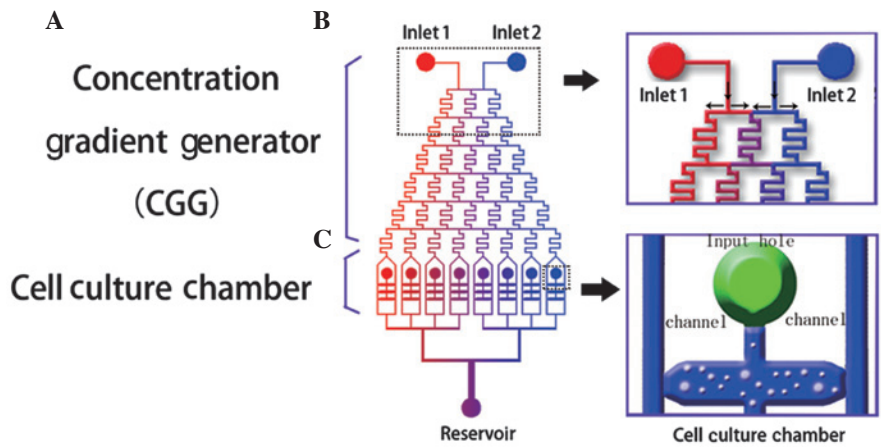 A
B
Inlet 1
Inlet 2
Concentration
gradient generator
(CGG)
Inlet 1
Inlet 2
C
Cell culture chamber
Reservoir
Input hole
channel
channel
Cell culture chamber